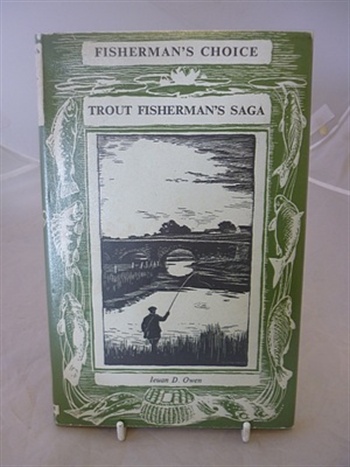 FISHERMAN'S CHOICE
TROUT FISHERMAN'S SAGA
Ieuan D. Owen